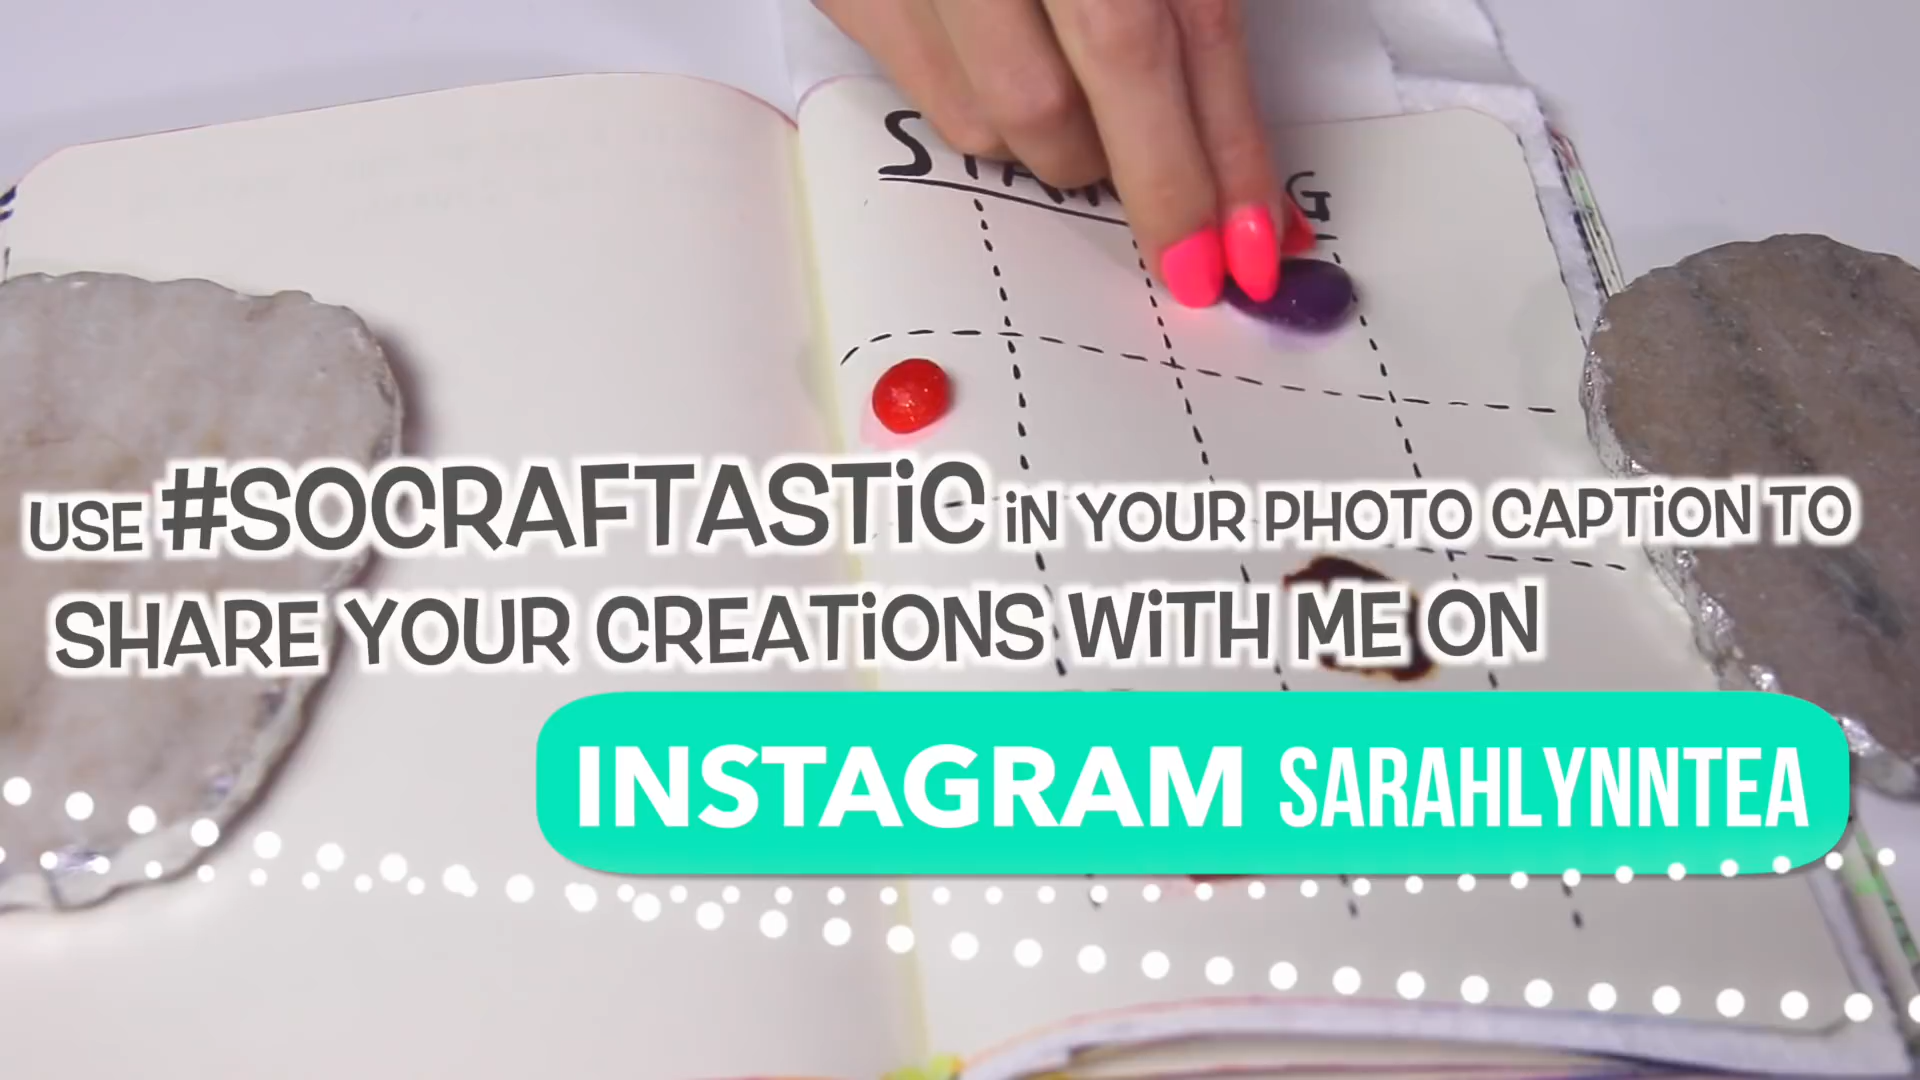 USE #SOCRAFTASTIC IN YOUR PHOTO CAPTION TO
SHARE YOUR CREATIONS WITH ME ON
INSTAGRAM SARAHLYNNTEA